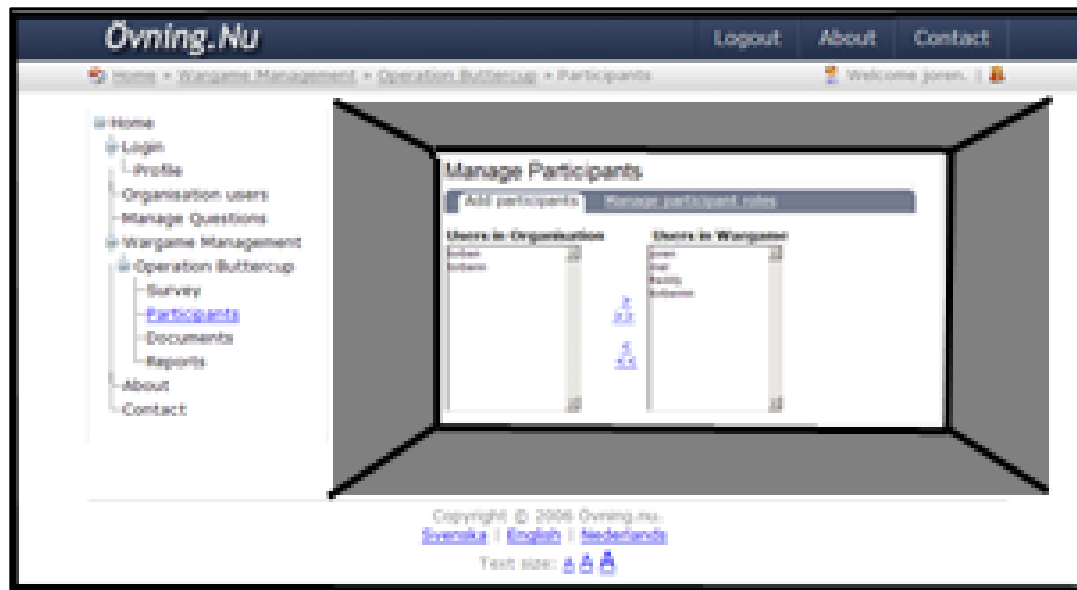 Övning.Nu
Logout About Contact
Home » Wargame Management » Operation Buttercup » Participants
Welcome joren. |
Home
Login
Profile
Organisation users
Manage Questions
Wargame Management
Operation Buttercup
Survey
Participants
Documents
Reports
About
Contact
Manage Participants
Add participants Manage participant roles
Users in Organisation
Users in Wargame
>
>>
<
<<
Copyright © 2006 Övning.nu.
Svenska | English | Nederlands
Text size: A A A